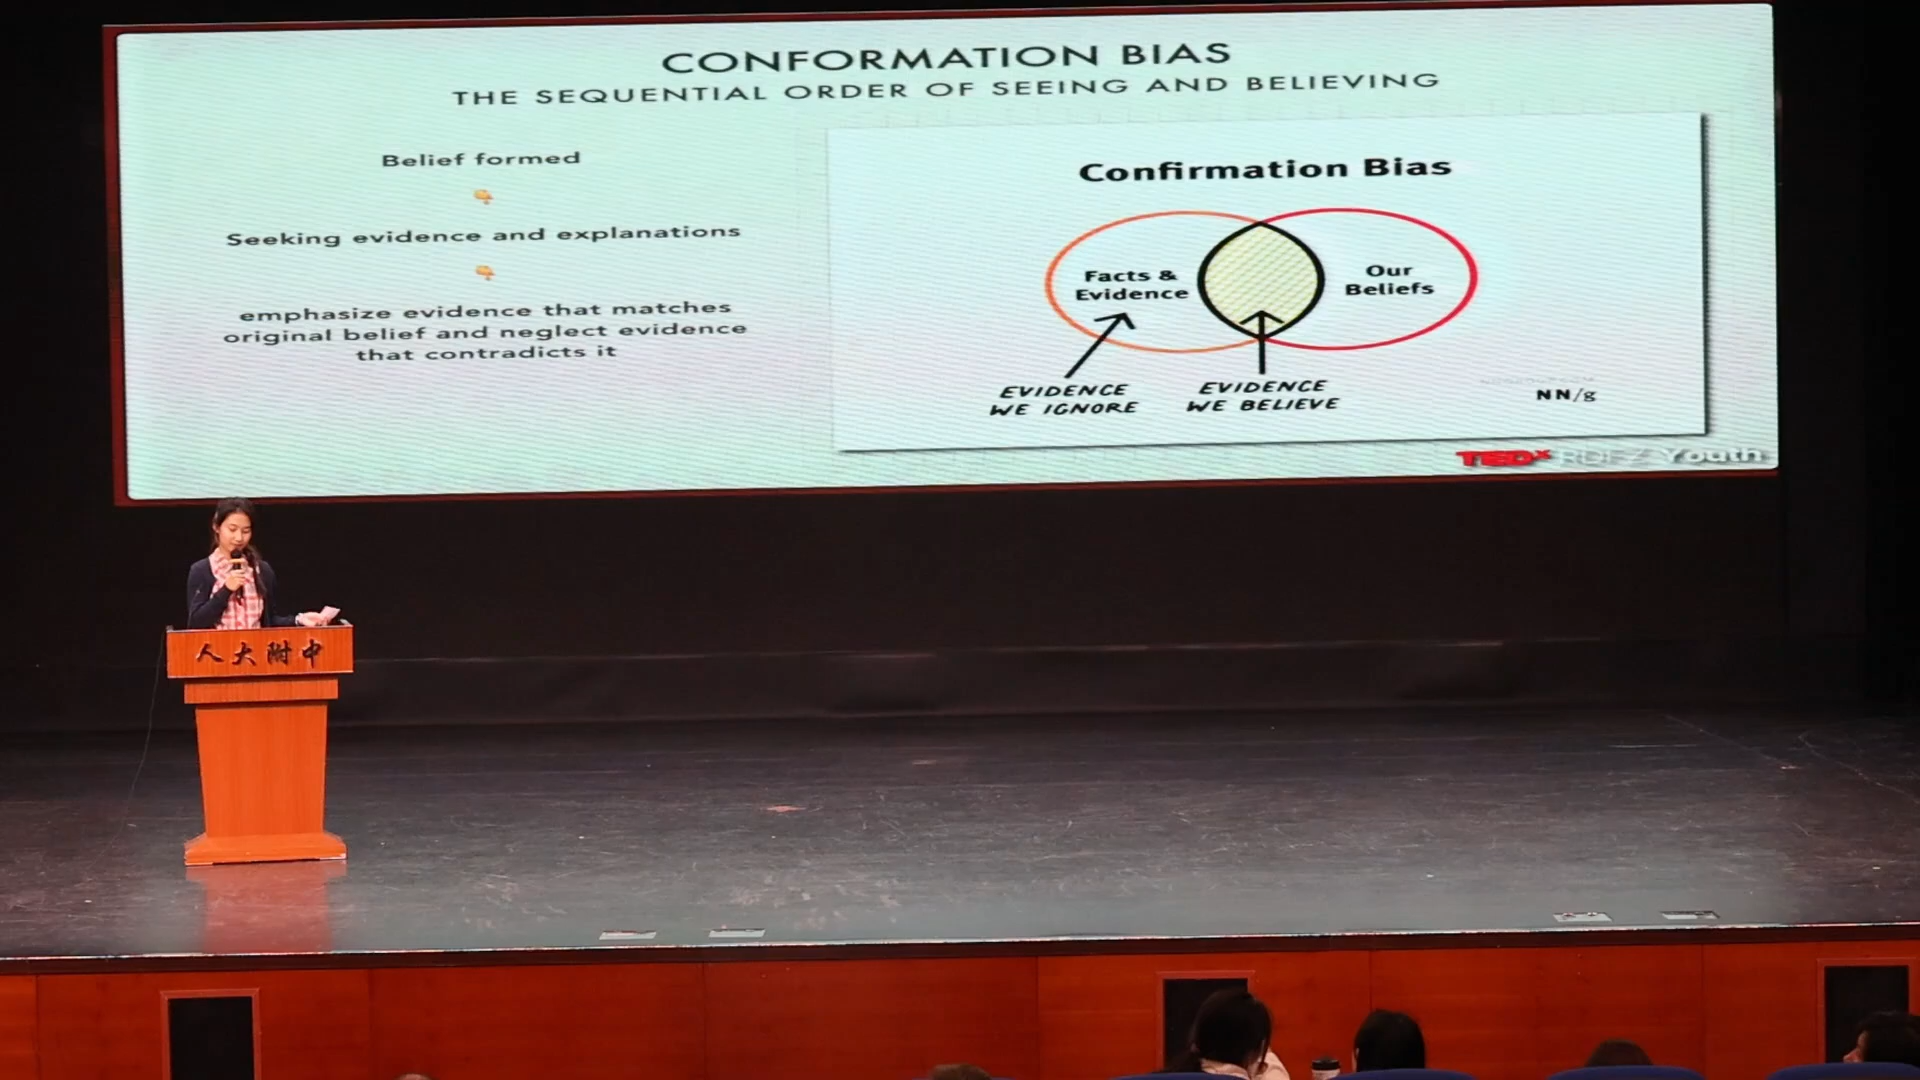 CONFORMATION BIAS
THE SEQUENTIAL ORDER OF SEEING AND BELIEVING
Belief formed
Seeking evidence and explanations
emphasize evidence that matches
original belief and neglect evidence
that contradicts it
Confirmation Bias
Facts &
Evidence
Our
Beliefs
EVIDENCE
WE IGNORE
EVIDENCE
WE BELIEVE
NN/g
TEDx RDFZ Youth
人大附中